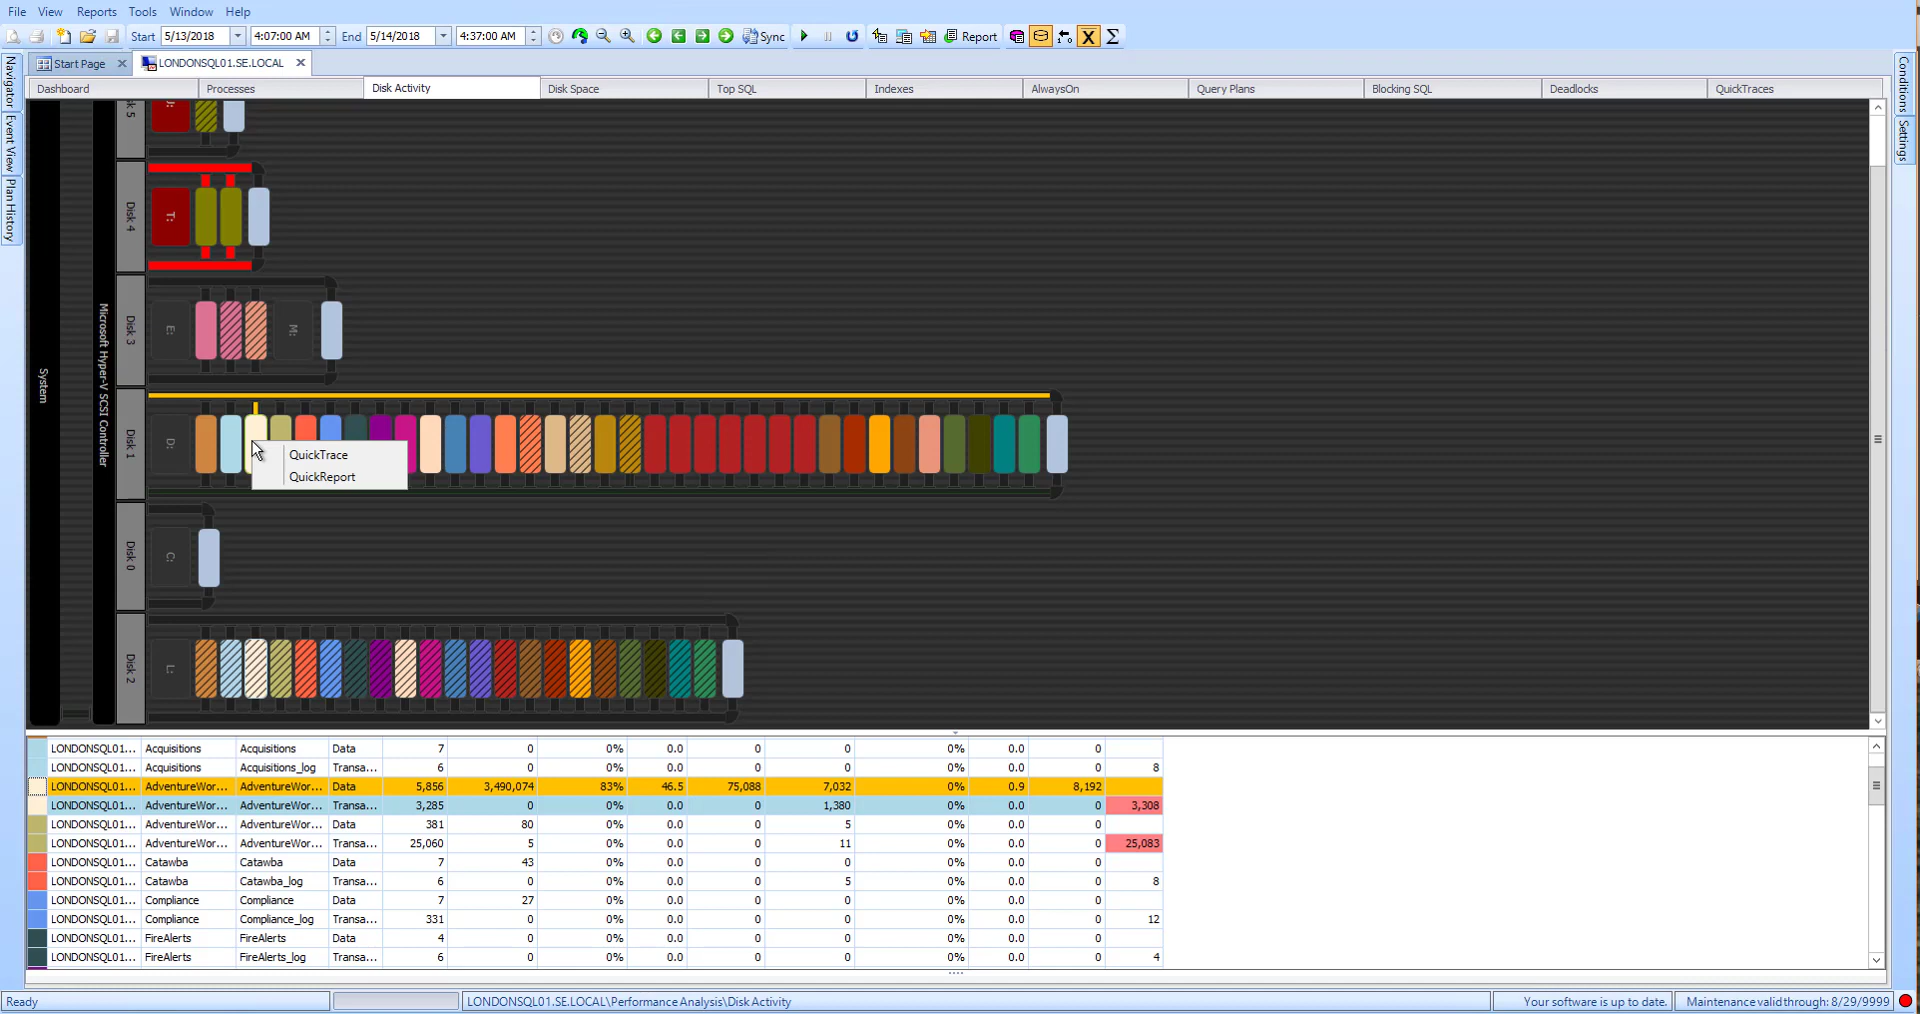 File View Reports Tools Window Help
Start 5/13/2018 4:07:00 AM End 5/14/2018 4:37:00 AM Sync Report
Start Page LONDONSQL01.SE.LOCAL
Dashboard Processes Disk Activity Disk Space Top SQL Indexes AlwaysOn Query Plans Blocking SQL Deadlocks QuickTraces
Navigator
Event View
Plan History
Conditions
Settings
System
Microsoft Hyper-V SCSI Controller
Disk 4 T:
Disk 3 E: M:
Disk 1 D:
QuickTrace
QuickReport
Disk 0 C:
Disk 2 L:
LONDONSQL01... Acquisitions Acquisitions Data 7 0 0% 0.0 0 0 0% 0.0 0
LONDONSQL01... Acquisitions Acquisitions_log Transa... 6 0 0% 0.0 0 0 0% 0.0 0 8
LONDONSQL01... AdventureWor... AdventureWor... Data 5,856 3,490,074 83% 46.5 75,088 7,032 0% 0.9 8,192
LONDONSQL01... AdventureWor... AdventureWor... Transa... 3,285 0 0% 0.0 0 1,380 0% 0.0 0 3,308
LONDONSQL01... AdventureWor... AdventureWor... Data 381 80 0% 0.0 0 5 0% 0.0 0
LONDONSQL01... AdventureWor... AdventureWor... Transa... 25,060 5 0% 0.0 0 11 0% 0.0 0 25,083
LONDONSQL01... Catawba Catawba Data 7 43 0% 0.0 0 0 0% 0.0 0
LONDONSQL01... Catawba Catawba_log Transa... 6 0 0% 0.0 0 5 0% 0.0 0 8
LONDONSQL01... Compliance Compliance Data 7 27 0% 0.0 0 0 0% 0.0 0
LONDONSQL01... Compliance Compliance_log Transa... 331 0 0% 0.0 0 0 0% 0.0 0 12
LONDONSQL01... FireAlerts FireAlerts Data 4 0 0% 0.0 0 0 0% 0.0 0
LONDONSQL01... FireAlerts FireAlerts_log Transa... 6 0 0% 0.0 0 0 0% 0.0 0 4
Ready LONDONSQL01.SE.LOCAL\Performance Analysis\Disk Activity Your software is up to date. Maintenance valid through: 8/29/9999